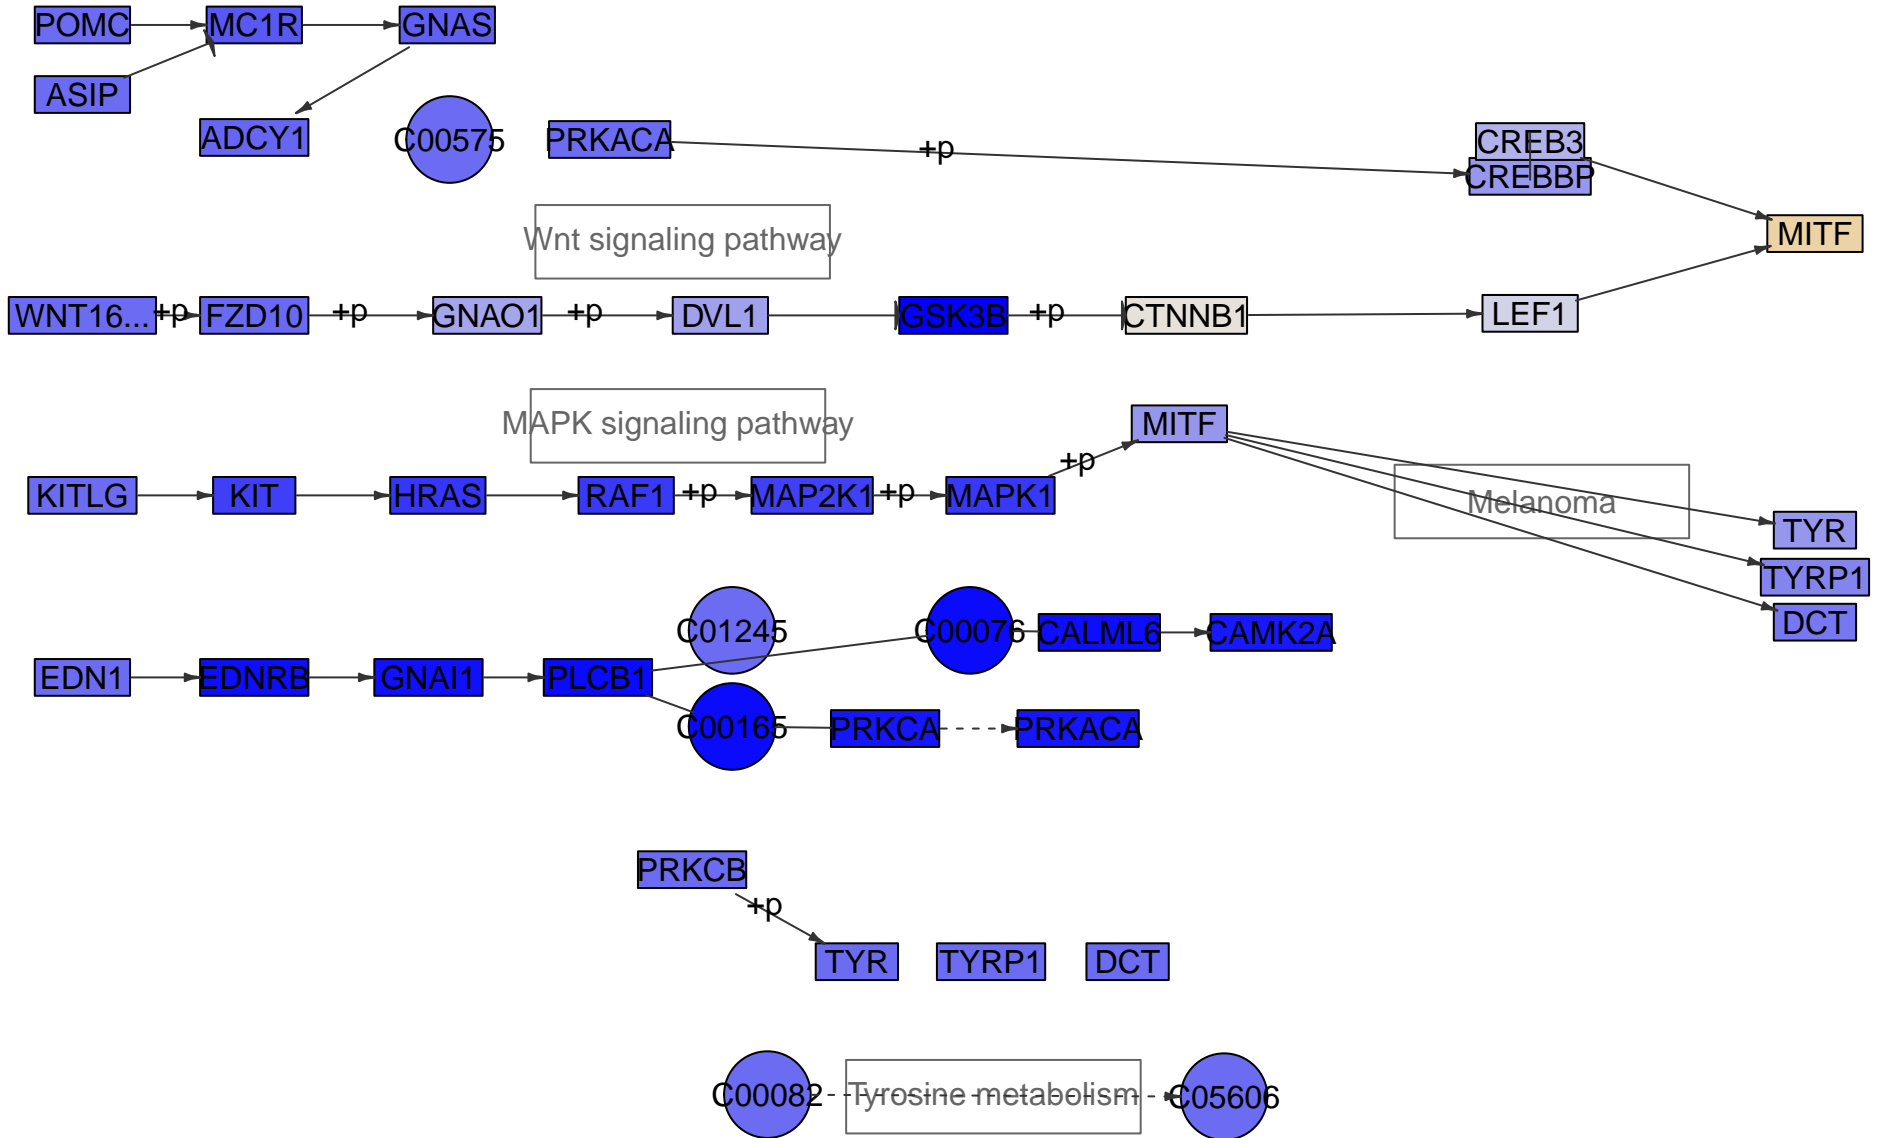 POMC
MC1R
GNAS
ASIP
ADCY1
C00575
PRKACA
+p
CREB3
CREBBP
Wnt signaling pathway
MITF
WNT16...
+p
FZD10
+p
GNAO1
+p
DVL1
GSK3B
+p
CTNNB1
LEF1
MAPK signaling pathway
MITF
+p
KITLG
KIT
HRAS
RAF1
+p
MAP2K1
+p
MAPK1
Melanoma
TYR
TYRP1
DCT
C01245
C00076
CALML6
CAMK2A
EDN1
EDNRB
GNAI1
PLCB1
C00165
PRKCA
PRKACA
PRKCB
+p
TYR
TYRP1
DCT
C00082
Tyrosine metabolism
C05606